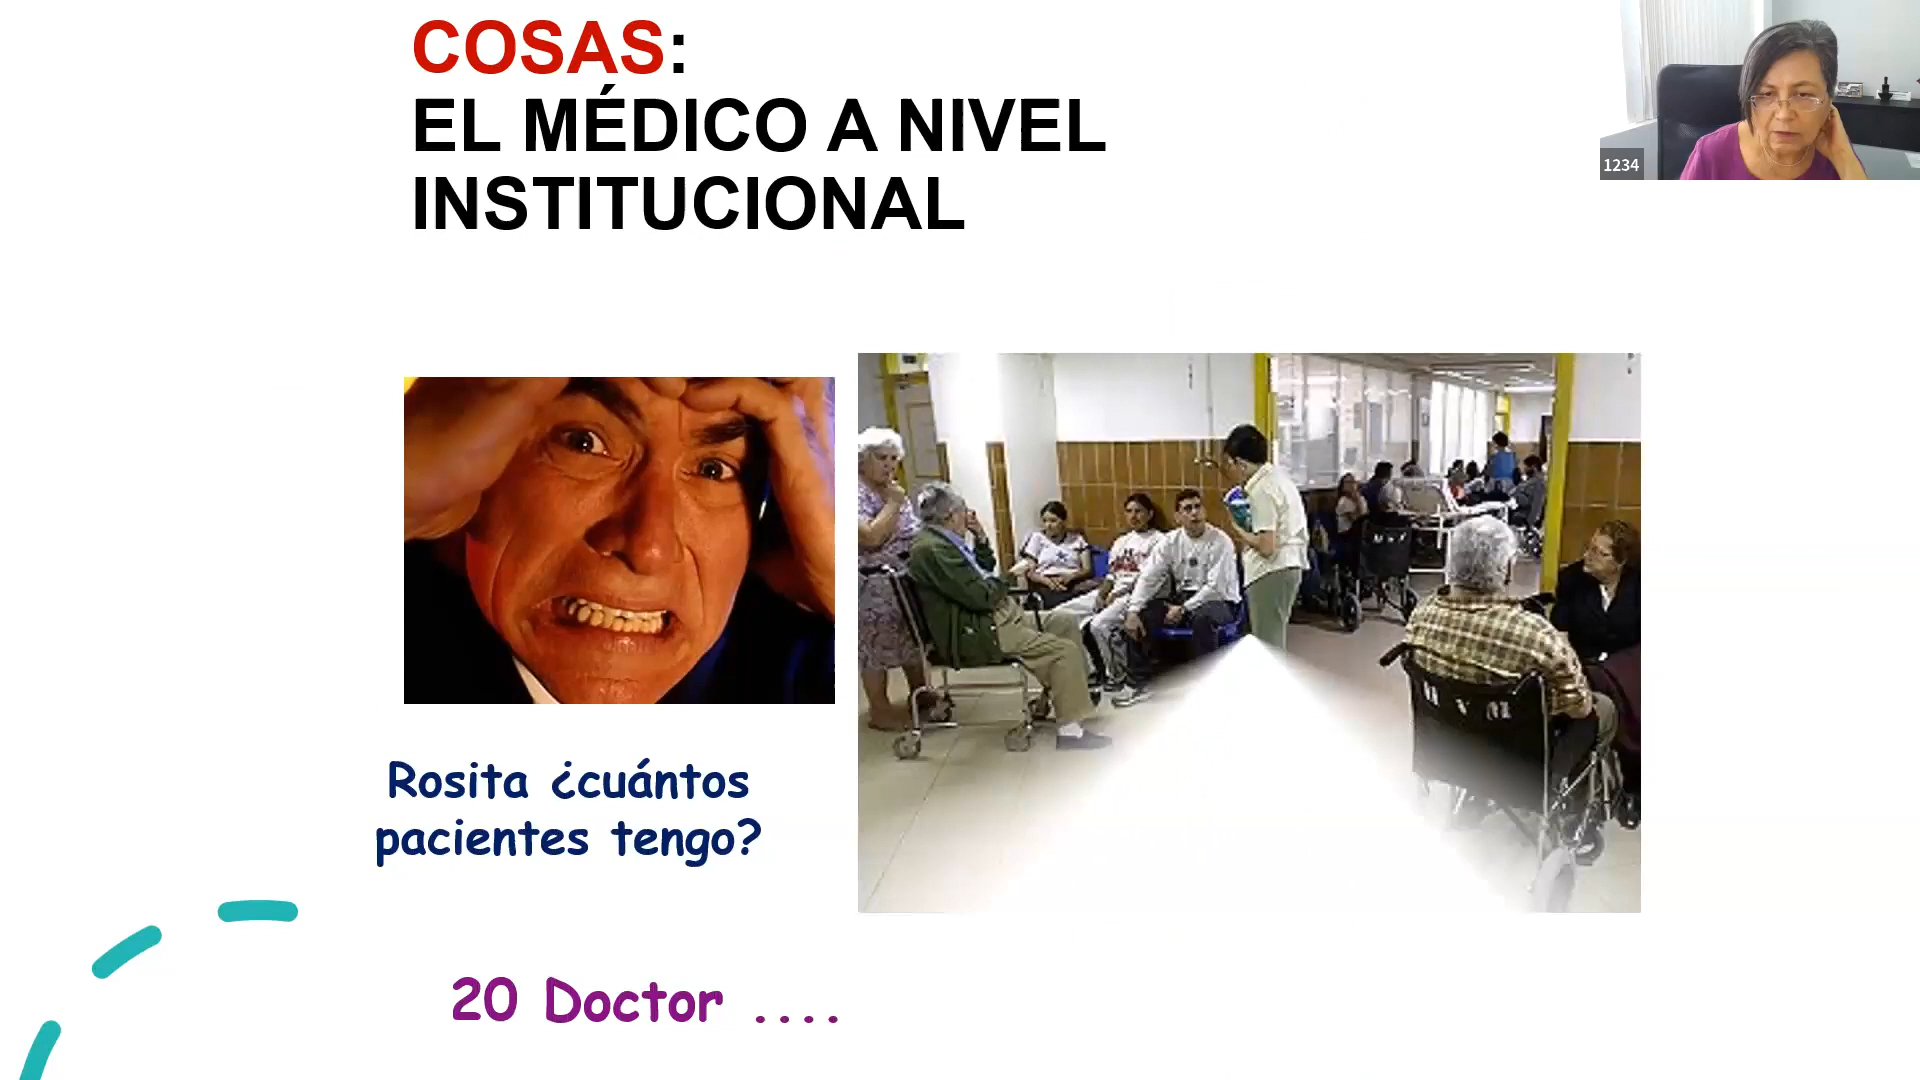 COSAS:
EL MÉDICO A NIVEL
INSTITUCIONAL
1234
Rosita ¿cuántos
pacientes tengo?
20 Doctor ....